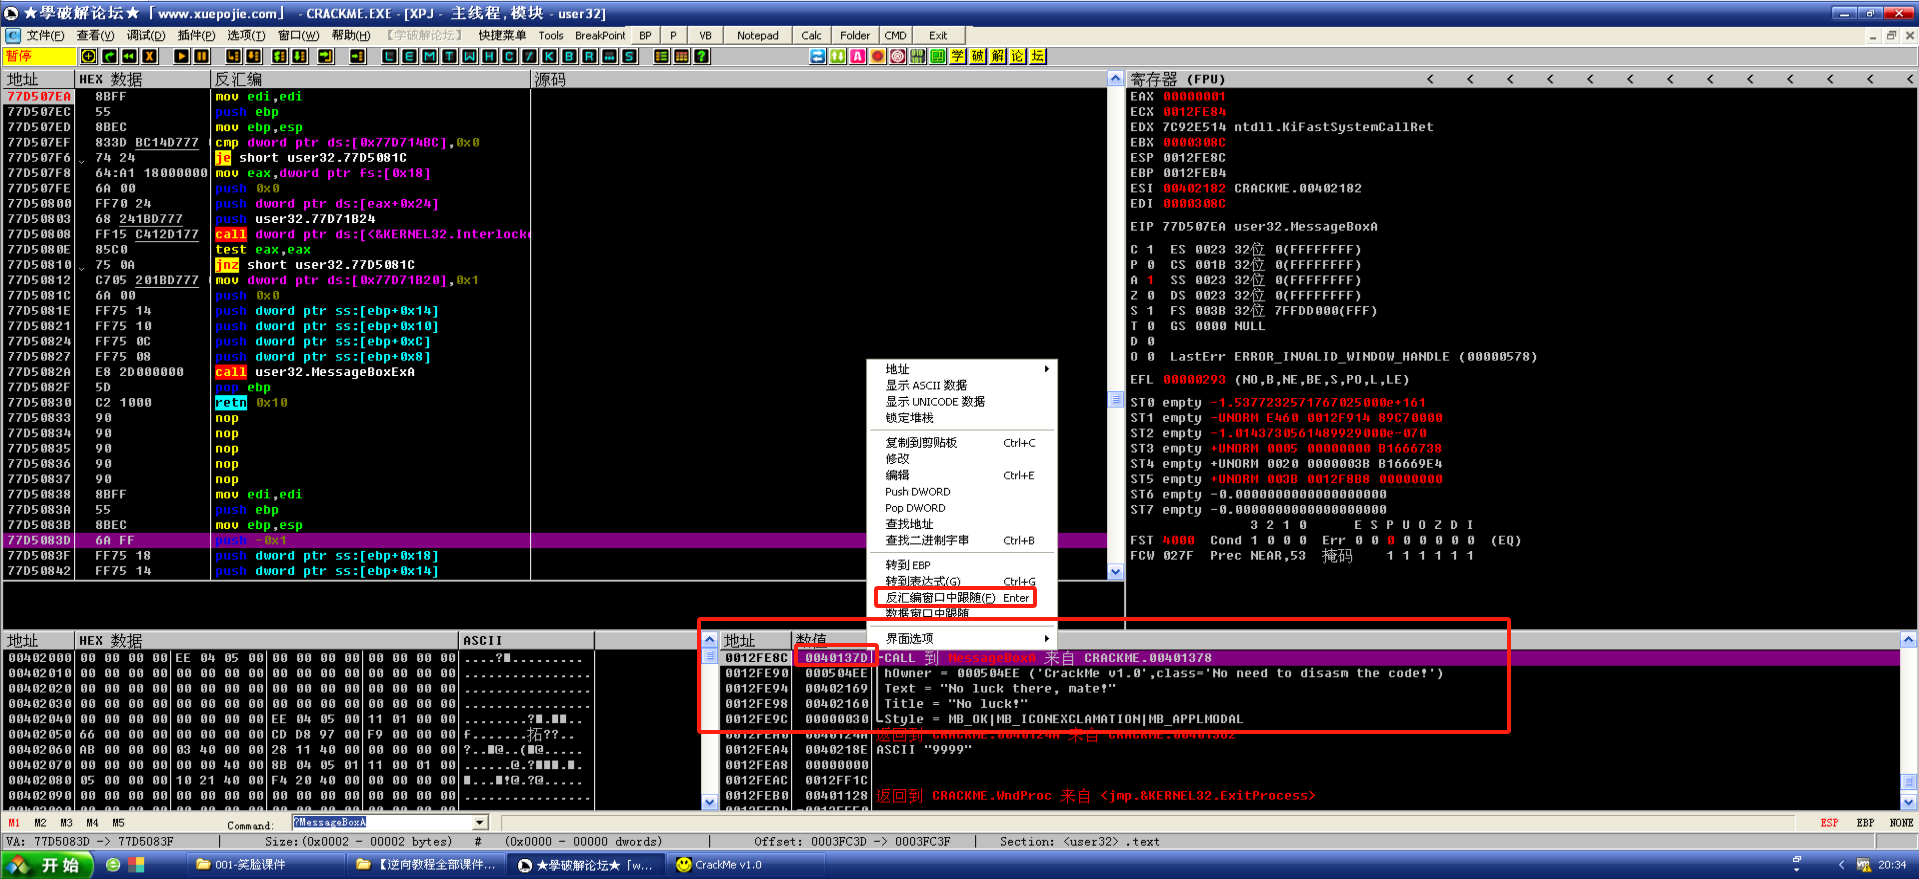 ★學破解论坛★「www.xuepojie.com」 - CRACKME.EXE - [XPJ - 主线程,模块 - user32]
文件(F) 查看(V) 调试(D) 插件(P) 选项(T) 窗口(W) 帮助(H) 【学破解论坛】 快捷菜单 Tools BreakPoint BP P VB Notepad Calc Folder CMD Exit
暂停 L E M T W H C / K B R ... S ? 学 破 解 论 坛
地址 HEX 数据 反汇编 源码
77D507EA 8BFF mov edi,edi
77D507EC 55 push ebp
77D507ED 8BEC mov ebp,esp
77D507EF 833D BC14D777 cmp dword ptr ds:[0x77D714BC],0x0
77D507F6 74 24 je short user32.77D5081C
77D507F8 64:A1 18000000 mov eax,dword ptr fs:[0x18]
77D507FE 6A 00 push 0x0
77D50800 FF70 24 push dword ptr ds:[eax+0x24]
77D50803 68 241BD777 push user32.77D71B24
77D50808 FF15 C412D177 call dword ptr ds:[<&KERNEL32.Interlock
77D5080E 85C0 test eax,eax
77D50810 75 0A jnz short user32.77D5081C
77D50812 C705 201BD777 mov dword ptr ds:[0x77D71B20],0x1
77D5081C 6A 00 push 0x0
77D5081E FF75 14 push dword ptr ss:[ebp+0x14]
77D50821 FF75 10 push dword ptr ss:[ebp+0x10]
77D50824 FF75 0C push dword ptr ss:[ebp+0xC]
77D50827 FF75 08 push dword ptr ss:[ebp+0x8]
77D5082A E8 2D000000 call user32.MessageBoxExA
77D5082F 5D pop ebp
77D50830 C2 1000 retn 0x10
77D50833 90 nop
77D50834 90 nop
77D50835 90 nop
77D50836 90 nop
77D50837 90 nop
77D50838 8BFF mov edi,edi
77D5083A 55 push ebp
77D5083B 8BEC mov ebp,esp
77D5083D 6A FF push -0x1
77D5083F FF75 18 push dword ptr ss:[ebp+0x18]
77D50842 FF75 14 push dword ptr ss:[ebp+0x14]
寄存器 (FPU) < < < < < < < < < < < < <
EAX 00000001
ECX 0012FE84
EDX 7C92E514 ntdll.KiFastSystemCallRet
EBX 0000308C
ESP 0012FE8C
EBP 0012FEB4
ESI 00402182 CRACKME.00402182
EDI 0000308C
EIP 77D507EA user32.MessageBoxA
C 1 ES 0023 32位 0(FFFFFFFF)
P 0 CS 001B 32位 0(FFFFFFFF)
A 1 SS 0023 32位 0(FFFFFFFF)
Z 0 DS 0023 32位 0(FFFFFFFF)
S 1 FS 003B 32位 7FFDD000(FFF)
T 0 GS 0000 NULL
D 0
O 0 LastErr ERROR_INVALID_WINDOW_HANDLE (00000578)
EFL 00000293 (NO,B,NE,BE,S,PO,L,LE)
ST0 empty -1.5377232571767025000e+161
ST1 empty -UNORM E460 0012F914 89C70000
ST2 empty -1.0143730561489929000e-070
ST3 empty +UNORM 0005 00000000 B1666738
ST4 empty +UNORM 0020 0000003B B16669E4
ST5 empty +UNORM 003B 0012F8B8 00000000
ST6 empty -0.0000000000000000000
ST7 empty -0.0000000000000000000
3 2 1 0 E S P U O Z D I
FST 4000 Cond 1 0 0 0 Err 0 0 0 0 0 0 0 0 (EQ)
FCW 027F Prec NEAR,53 掩码 1 1 1 1 1 1
地址
显示 ASCII 数据
显示 UNICODE 数据
锁定堆栈
复制到剪贴板 Ctrl+C
修改
编辑 Ctrl+E
Push DWORD
Pop DWORD
查找地址
查找二进制字串 Ctrl+B
转到 EBP
转到表达式(G) Ctrl+G
反汇编窗口中跟随(F) Enter
数据窗口中跟随
界面选项
地址 HEX 数据 ASCII
00402000 00 00 00 00 EE 04 05 00 00 00 00 00 00 00 00 00
00402010 00 00 00 00 00 00 00 00 00 00 00 00 00 00 00 00 ................
00402020 00 00 00 00 00 00 00 00 00 00 00 00 00 00 00 00 ................
00402030 00 00 00 00 00 00 00 00 00 00 00 00 00 00 00 00 ................
00402040 00 00 00 00 00 00 00 00 EE 04 05 00 11 01 00 00
00402050 66 00 00 00 00 00 00 00 CD D8 97 00 F9 00 00 00 f.......拓??..
00402060 AB 00 00 00 03 40 00 00 28 11 40 00 00 00 00 00
00402070 00 00 00 00 00 00 40 00 8B 04 05 01 11 00 01 00
00402080 05 00 00 00 10 21 40 00 F4 20 40 00 00 00 00 00
00402090 00 00 00 00 00 00 00 00 00 00 00 00 00 00 00 00 ................
地址 数值
0012FE8C 0040137D CALL 到 MessageBoxA 来自 CRACKME.00401378
0012FE90 000504EE hOwner = 000504EE ('CrackMe v1.0',class='No need to disasm the code!')
0012FE94 00402169 Text = "No luck there, mate!"
0012FE98 00402160 Title = "No luck!"
0012FE9C 00000030 Style = MB_OK|MB_ICONEXCLAMATION|MB_APPLMODAL
0012FEA0 0040124A 返回到 CRACKME.0040124A 来自 CRACKME.00401362
0012FEA4 0040218E ASCII "9999"
0012FEA8 00000000
0012FEAC 0012FF1C
0012FEB0 00401128 返回到 CRACKME.WndProc 来自 <jmp.&KERNEL32.ExitProcess>
M1 M2 M3 M4 M5 Command: ?MessageBoxA ESP EBP NONE
VA: 77D5083D -> 77D5083F Size:(0x0002 - 00002 bytes) # (0x0000 - 00000 dwords) Offset: 0003FC3D -> 0003FC3F Section: <user32> .text
开始 001-笑脸课件 【逆向教程全部课件... ★學破解论坛★「w... CrackMe v1.0 20:34